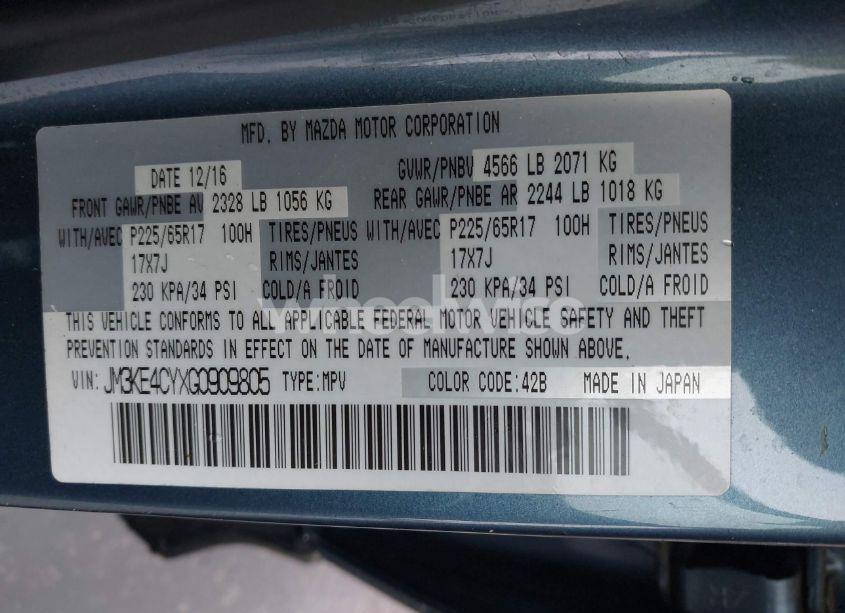 MFD. BY MAZDA MOTOR CORPORATION
DATE 12/16 GVWR/PNBV 4566 LB 2071 KG
FRONT GAWR/PNBE AV 2328 LB 1056 KG REAR GAWR/PNBE AR 2244 LB 1018 KG
WITH/AVEC P225/65R17 100H TIRES/PNEUS WITH/AVEC P225/65R17 100H TIRES/PNEUS
17X7J RIMS/JANTES 17X7J RIMS/JANTES
230 KPA/34 PSI COLD/A FROID 230 KPA/34 PSI COLD/A FROID
wheelwise
THIS VEHICLE CONFORMS TO ALL APPLICABLE FEDERAL MOTOR VEHICLE SAFETY AND THEFT
PREVENTION STANDARDS IN EFFECT ON THE DATE OF MANUFACTURE SHOWN ABOVE.
VIN: JM3KE4CYXG0909805 TYPE:MPV COLOR CODE:42B MADE IN JAPAN